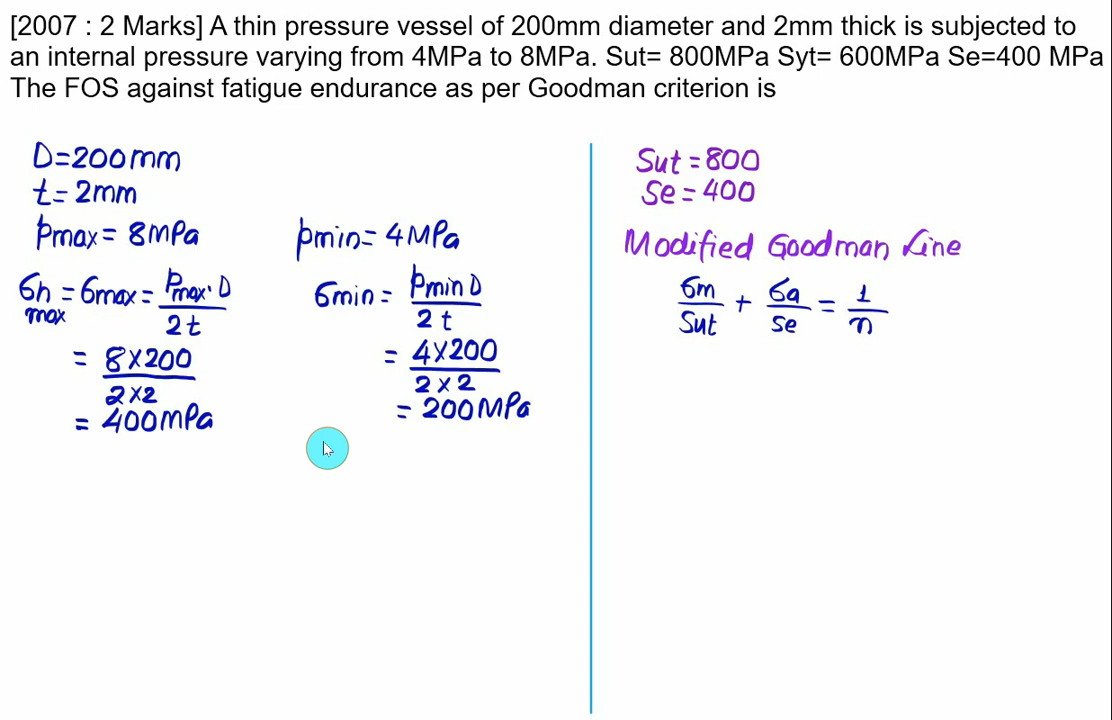 [2007 : 2 Marks] A thin pressure vessel of 200mm diameter and 2mm thick is subjected to
an internal pressure varying from 4MPa to 8MPa. Sut= 800MPa Syt= 600MPa Se=400 MPa
The FOS against fatigue endurance as per Goodman criterion is
D=200mm
t=2mm
Pmax= 8MPa
σh max = σmax = Pmax·D / 2t
= 8×200 / 2×2
= 400MPa
Pmin= 4MPa
σmin = Pmin D / 2t
= 4×200 / 2×2
= 200MPa
Sut = 800
Se = 400
Modified Goodman Line
σm/Sut + σa/Se = 1/n